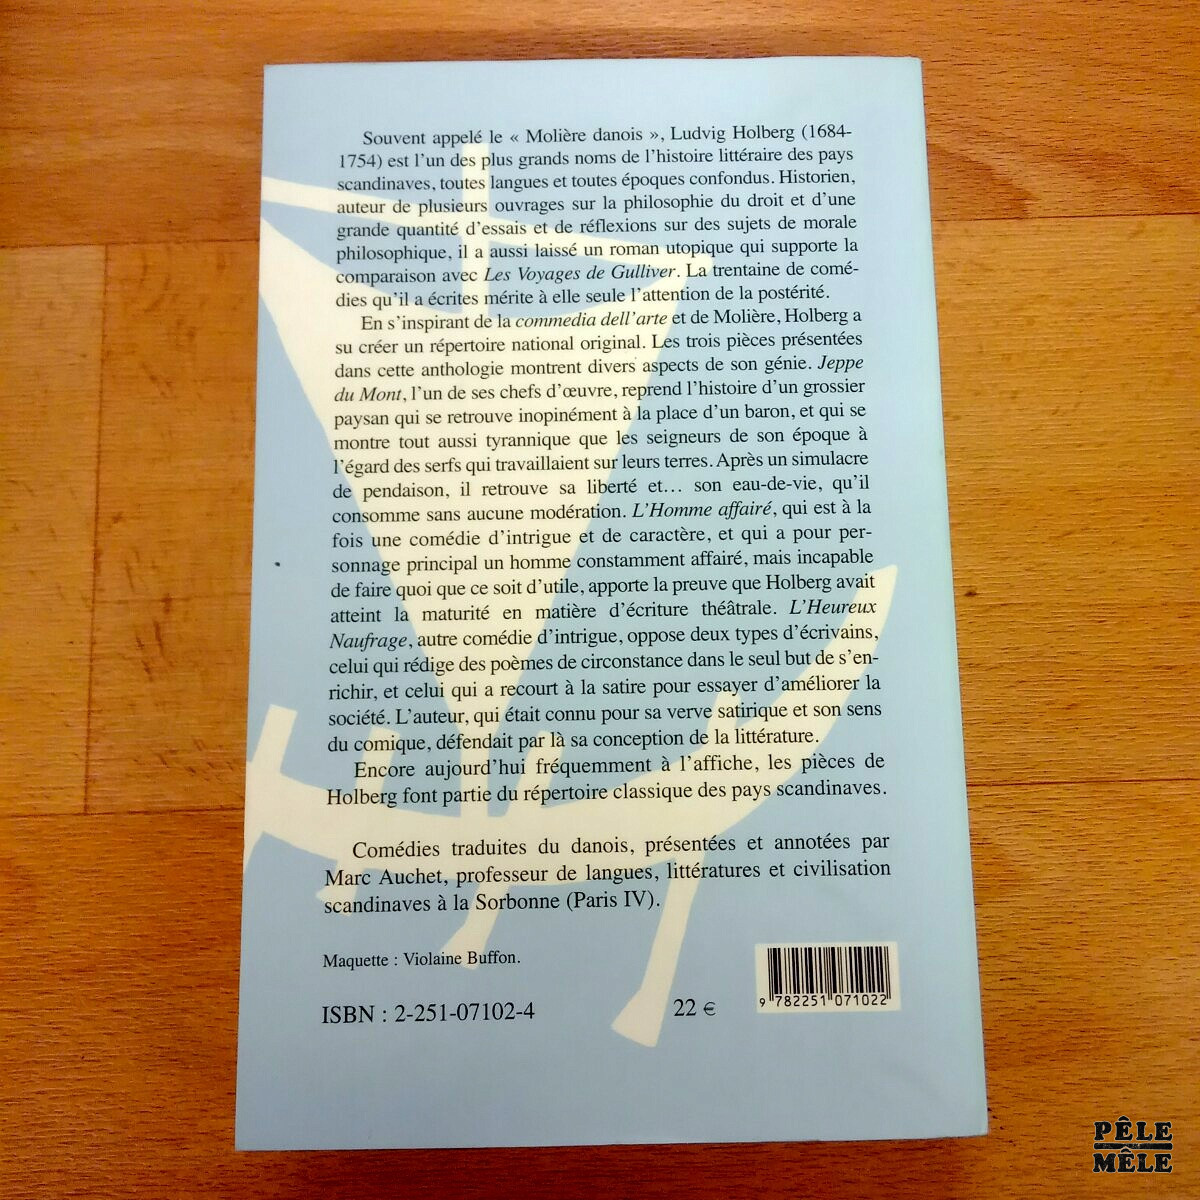 Souvent appelé le « Molière danois », Ludvig Holberg (1684-
1754) est l'un des plus grands noms de l'histoire littéraire des pays
scandinaves, toutes langues et toutes époques confondus. Historien,
auteur de plusieurs ouvrages sur la philosophie du droit et d'une
grande quantité d'essais et de réflexions sur des sujets de morale
philosophique, il a aussi laissé un roman utopique qui supporte la
comparaison avec Les Voyages de Gulliver. La trentaine de comé-
dies qu'il a écrites mérite à elle seule l'attention de la postérité.
En s'inspirant de la commedia dell'arte et de Molière, Holberg a
su créer un répertoire national original. Les trois pièces présentées
dans cette anthologie montrent divers aspects de son génie. Jeppe
du Mont, l'un de ses chefs d'œuvre, reprend l'histoire d'un grossier
paysan qui se retrouve inopinément à la place d'un baron, et qui se
montre tout aussi tyrannique que les seigneurs de son époque à
l'égard des serfs qui travaillaient sur leurs terres. Après un simulacre
de pendaison, il retrouve sa liberté et... son eau-de-vie, qu'il
consomme sans aucune modération. L'Homme affairé, qui est à la
fois une comédie d'intrigue et de caractère, et qui a pour per-
sonnage principal un homme constamment affairé, mais incapable
de faire quoi que ce soit d'utile, apporte la preuve que Holberg avait
atteint la maturité en matière d'écriture théâtrale. L'Heureux
Naufrage, autre comédie d'intrigue, oppose deux types d'écrivains,
celui qui rédige des poèmes de circonstance dans le seul but de s'en-
richir, et celui qui a recourt à la satire pour essayer d'améliorer la
société. L'auteur, qui était connu pour sa verve satirique et son sens
du comique, défendait par là sa conception de la littérature.
Encore aujourd'hui fréquemment à l'affiche, les pièces de
Holberg font partie du répertoire classique des pays scandinaves.
Comédies traduites du danois, présentées et annotées par
Marc Auchet, professeur de langues, littératures et civilisation
scandinaves à la Sorbonne (Paris IV).
Maquette : Violaine Buffon.
ISBN : 2-251-07102-4
22 €
9 782251 071022
PÊLE
MÊLE